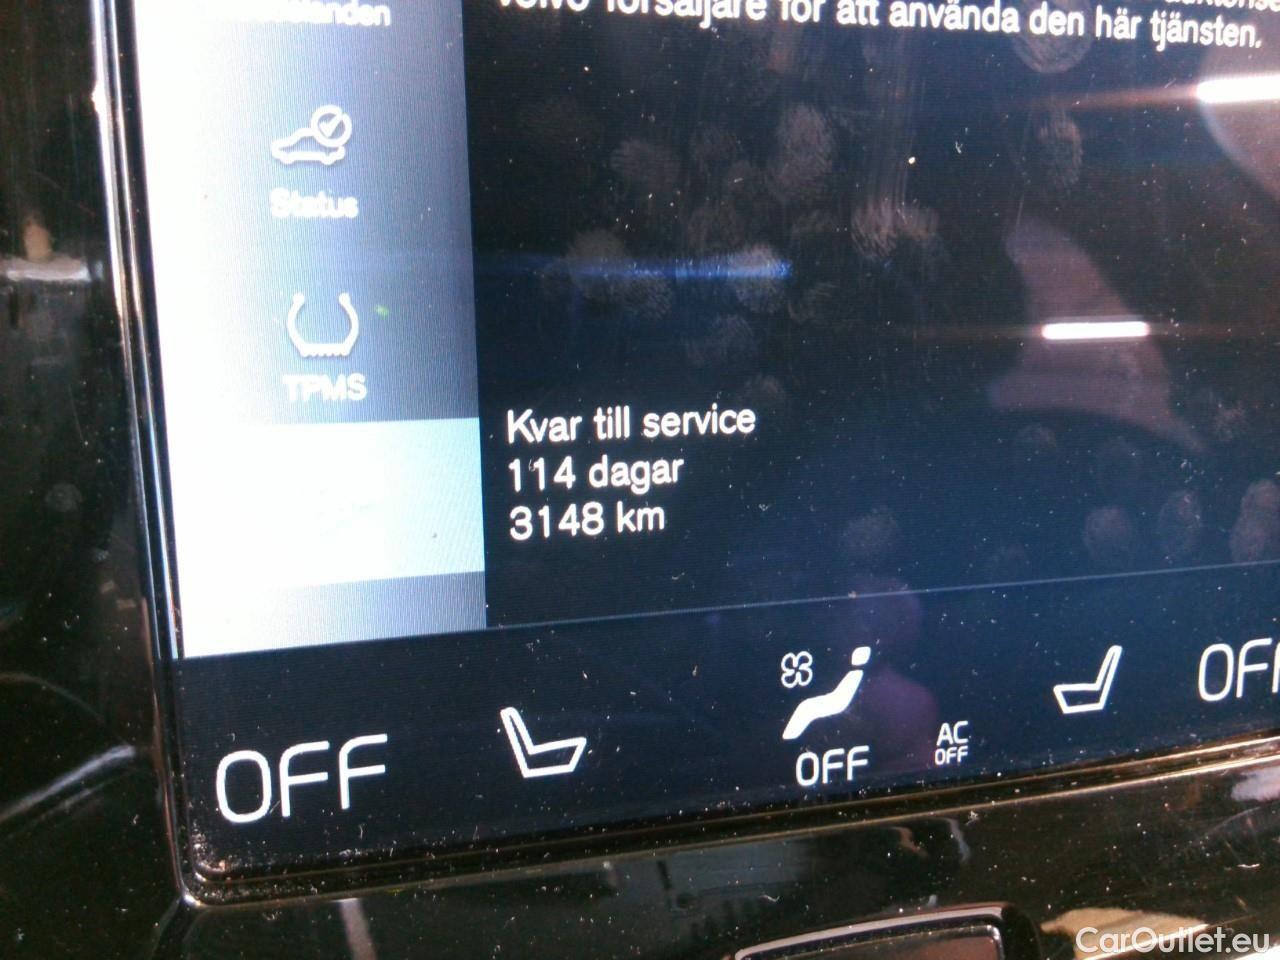 Volvo försäljare för att använda den här tjänsten.
Status
TPMS
Kvar till service
114 dagar
3148 km
OFF
OFF
AC
OFF
CarOutlet.eu